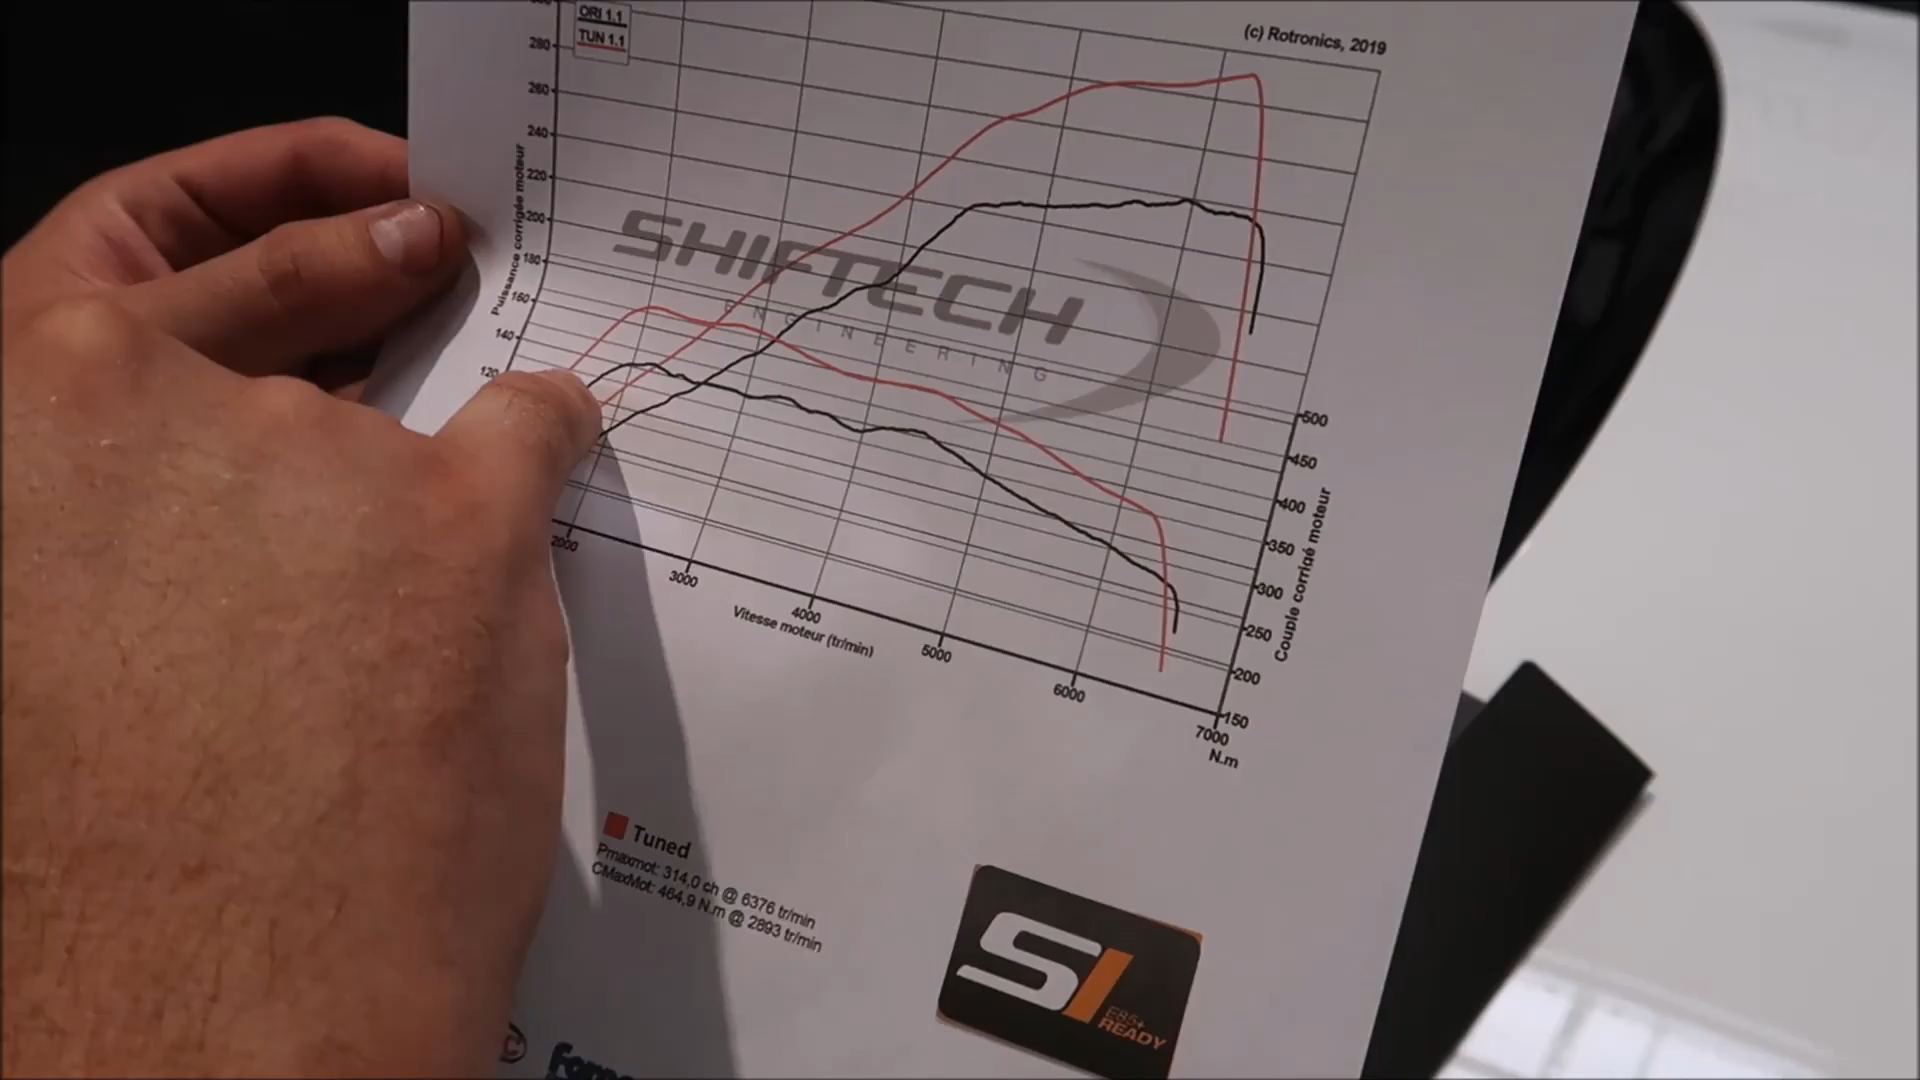 ORI 1.1
TUN 1.1
(c) Rotronics, 2019
280
260
240
220
200
180
160
140
120
Puissance corrigée moteur
SHIFTECH
ENGINEERING
500
450
400
350
300
250
200
150
Couple corrigé moteur
2000
3000
4000
5000
6000
7000
N.m
Vitesse moteur (tr/min)
Tuned
Pmaxmot: 314,0 ch @ 6376 tr/min
CMaxMot: 464,9 N.m @ 2893 tr/min
S1
E85+
READY